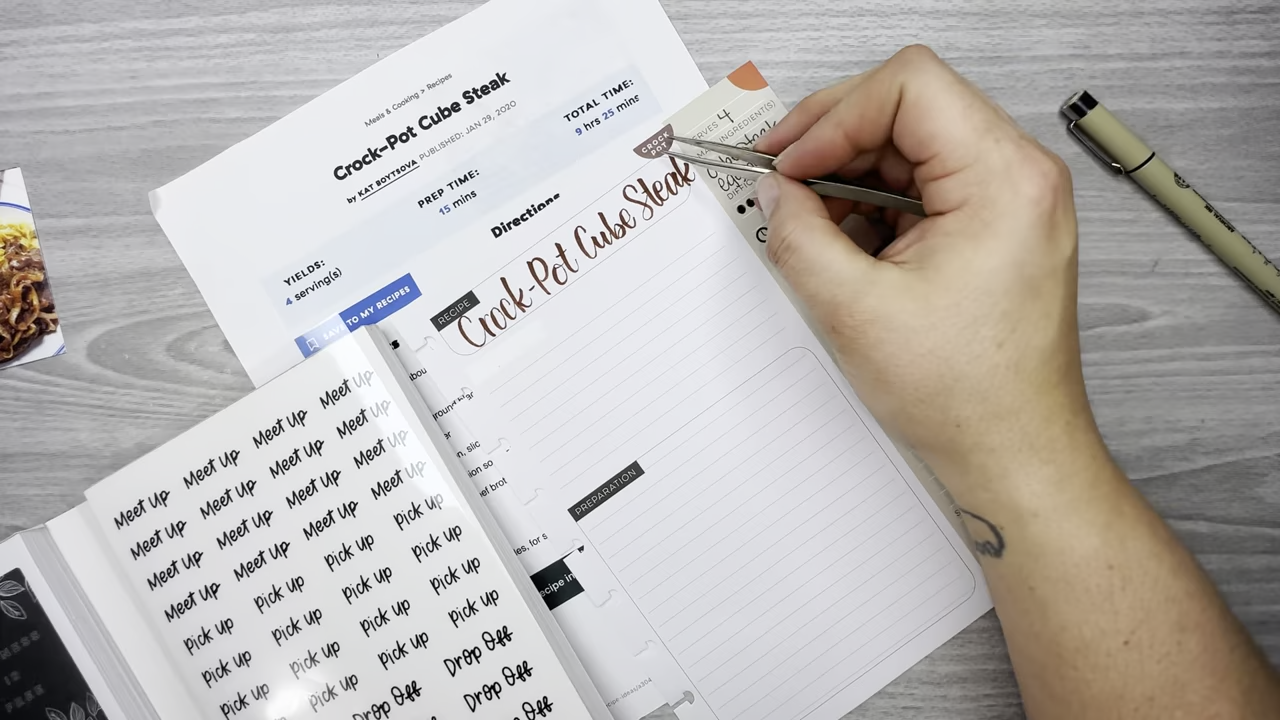 Meals & Cooking > Recipes
Crock-Pot Cube Steak
by KAT BOYTSOVA PUBLISHED: JAN 29, 2020
YIELDS:
4 serving(s)
PREP TIME:
15 mins
TOTAL TIME:
9 hrs 25 mins
SAVE TO MY RECIPES
Directions
CROCK
POT
SERVES 4
MAIN INGREDIENT(S)
RECIPE
Crock-Pot Cube Steak
PREPARATION
Meet Up Meet Up Meet Up Meet Up
Meet Up Meet Up Meet Up Meet Up
Meet Up Meet Up Meet Up Meet Up
Meet Up Meet Up Meet Up Meet Up
Pick Up Pick Up Pick Up Pick Up
Pick Up Pick Up Pick Up Pick Up
Pick Up Pick Up Pick Up Pick Up
Pick Up Pick Up Pick Up
Drop Off Drop Off
Drop Off
Drop Off